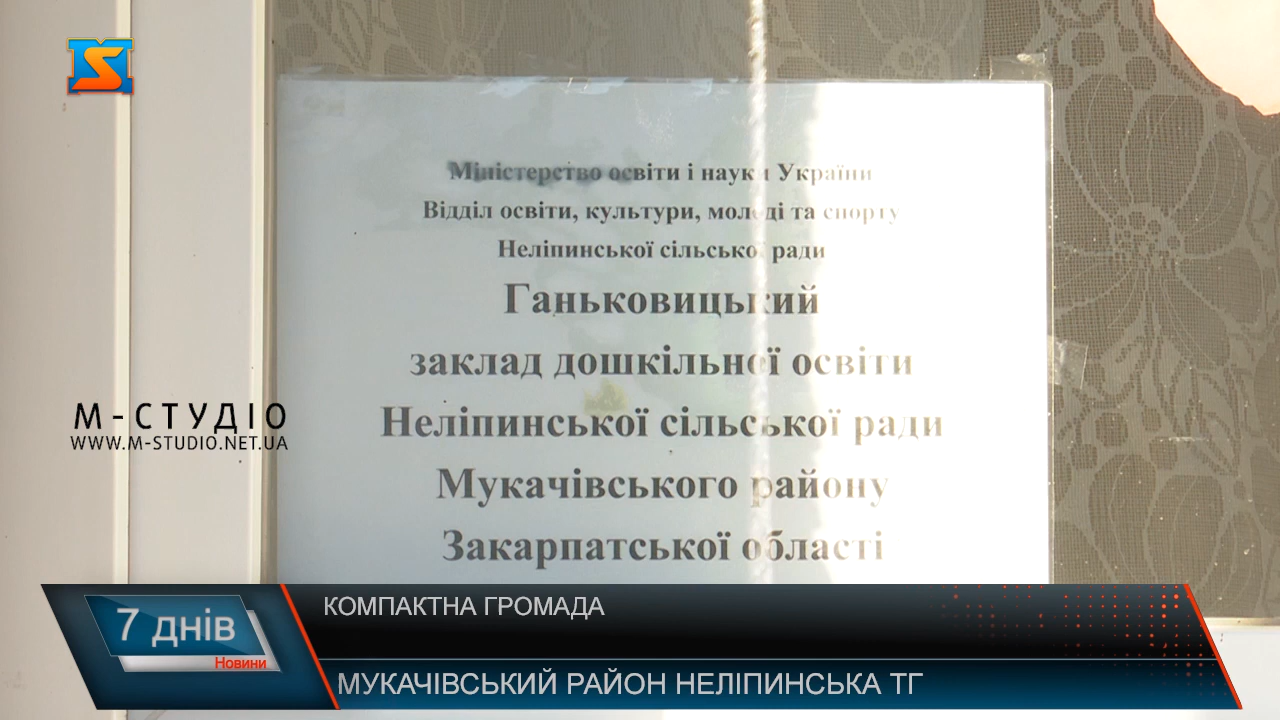 Міністерство освіти і науки України
Відділ освіти, культури, молоді та спорту
Неліпинської сільської ради
Ганьковицький
заклад дошкільної освіти
Неліпинської сільської ради
Мукачівського району
Закарпатської області
М-СТУДІО
WWW.M-STUDIO.NET.UA
7 днів
Новини
КОМПАКТНА ГРОМАДА
МУКАЧІВСЬКИЙ РАЙОН НЕЛІПИНСЬКА ТГ